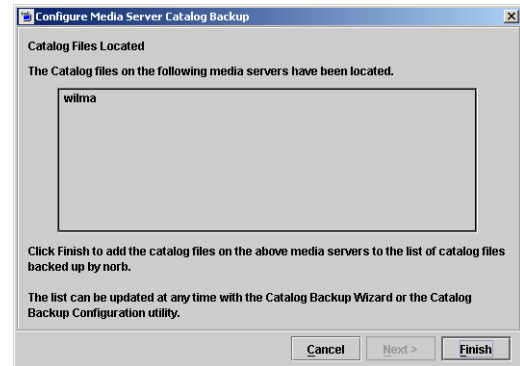 Configure Media Server Catalog Backup
Catalog Files Located
The Catalog files on the following media servers have been located.
wilma
Click Finish to add the catalog files on the above media servers to the list of catalog files
backed up by norb.
The list can be updated at any time with the Catalog Backup Wizard or the Catalog
Backup Configuration utility.
Cancel Next > Finish